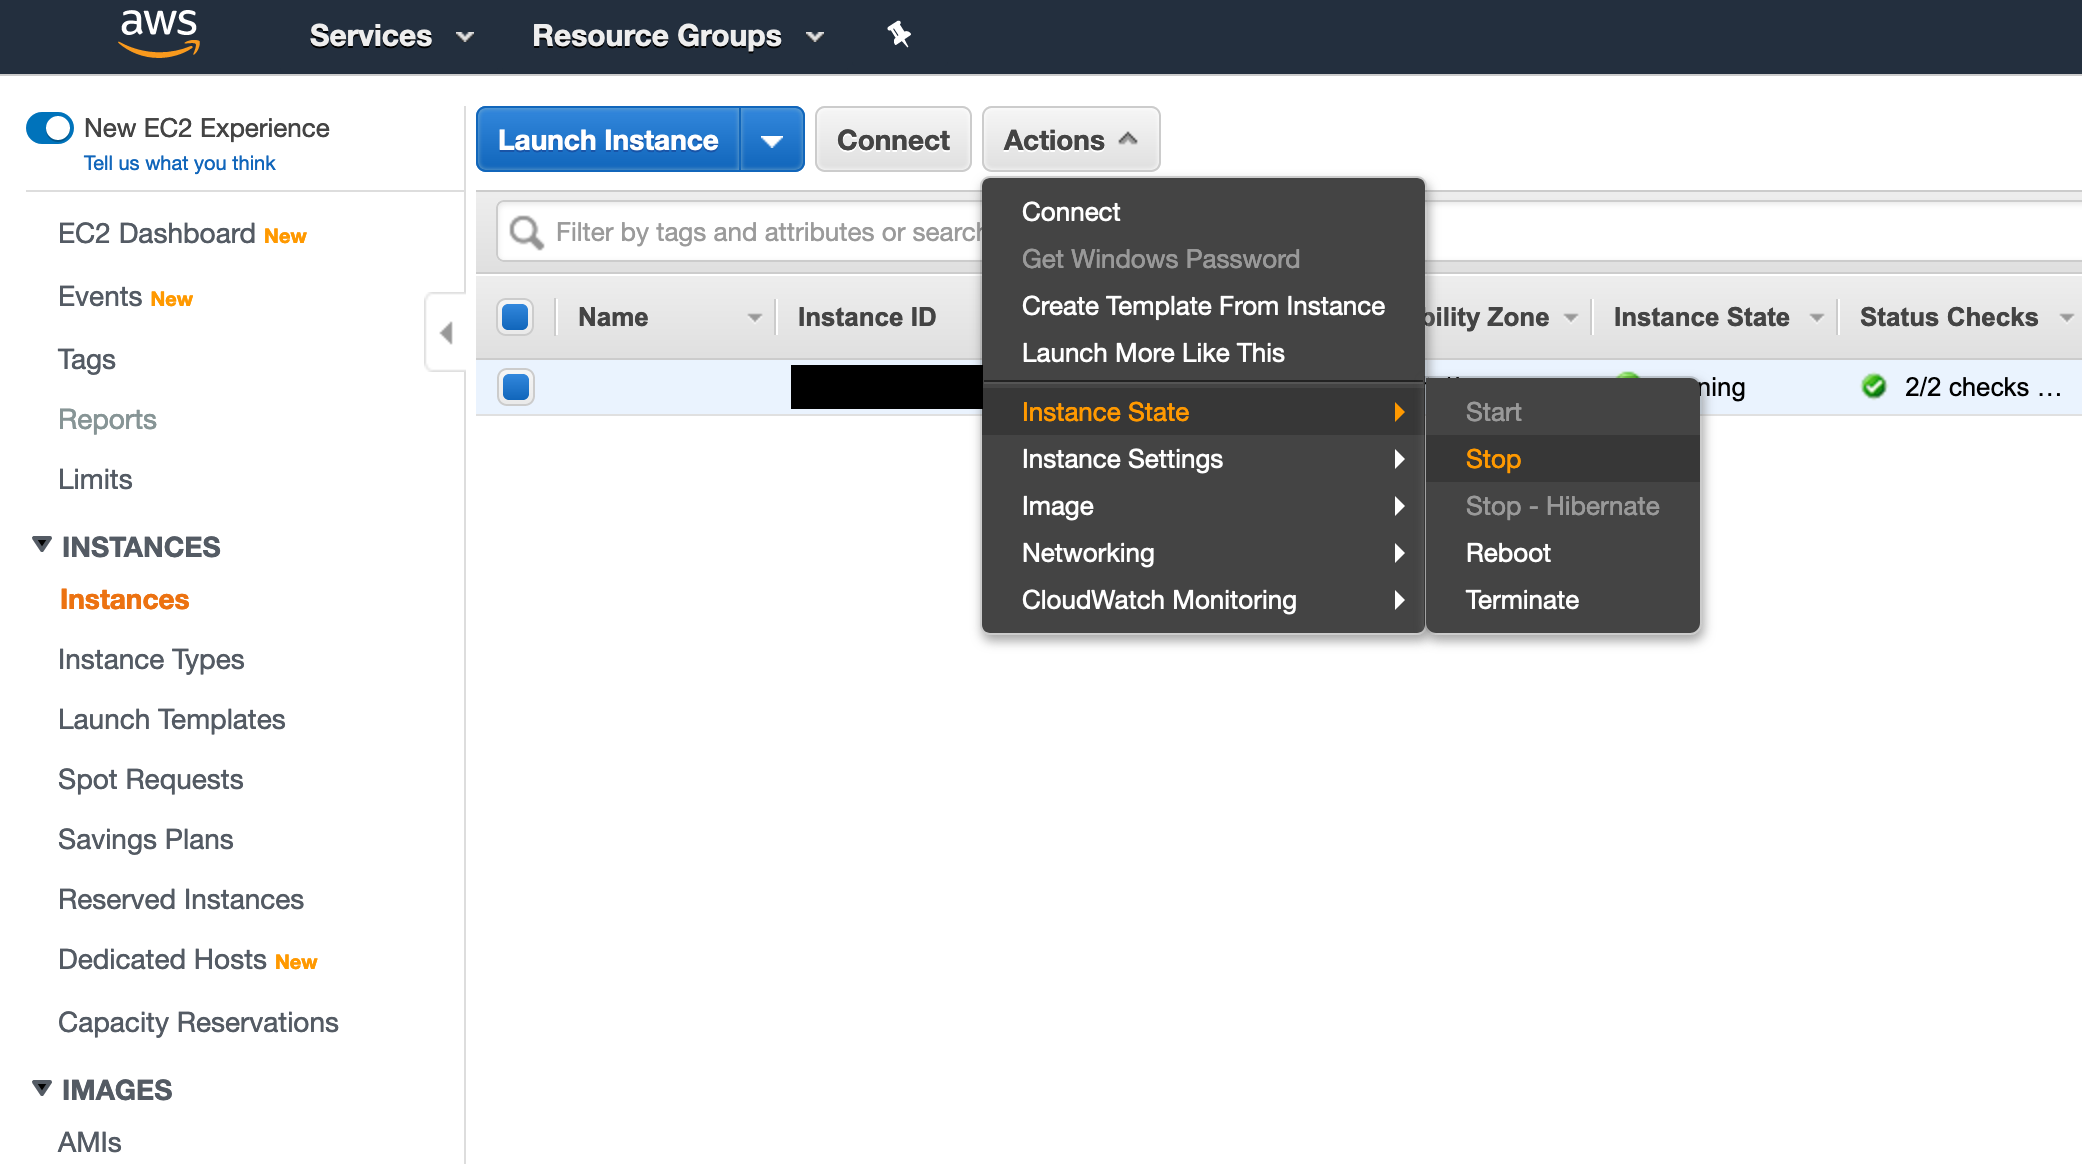 aws Services Resource Groups
New EC2 Experience
Tell us what you think
EC2 Dashboard New
Events New
Tags
Reports
Limits
INSTANCES
Instances
Instance Types
Launch Templates
Spot Requests
Savings Plans
Reserved Instances
Dedicated Hosts New
Capacity Reservations
IMAGES
AMIs
Launch Instance Connect Actions
Filter by tags and attributes or search
Name Instance ID bility Zone Instance State Status Checks
ning 2/2 checks ...
Connect
Get Windows Password
Create Template From Instance
Launch More Like This
Instance State
Instance Settings
Image
Networking
CloudWatch Monitoring
Start
Stop
Stop - Hibernate
Reboot
Terminate